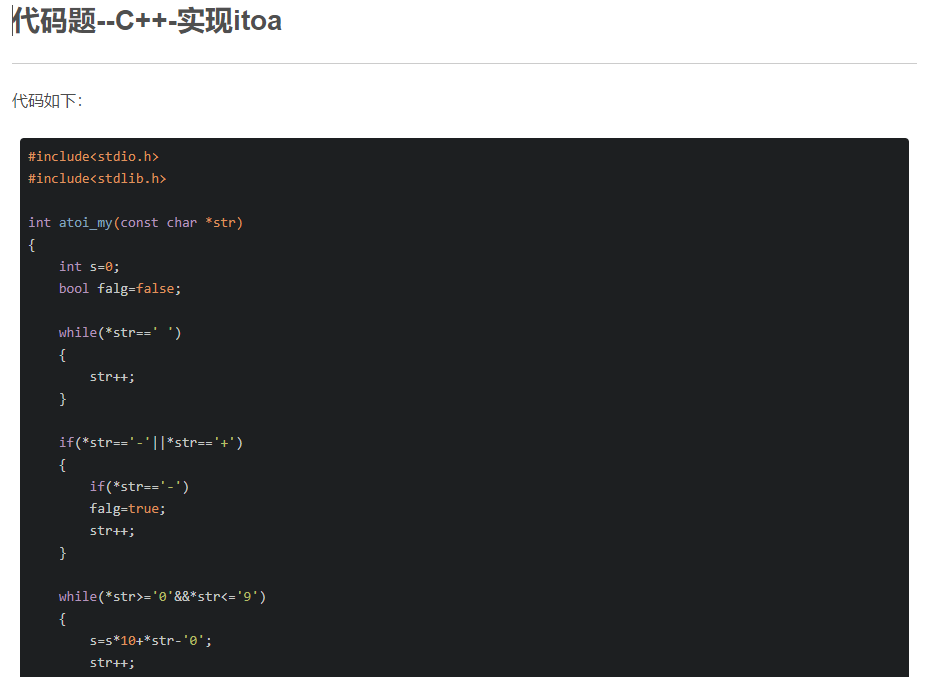 代码题--C++-实现itoa
代码如下：
#include<stdio.h>
#include<stdlib.h>
int atoi_my(const char *str)
{
    int s=0;
    bool falg=false;
    while(*str==' ')
    {
        str++;
    }
    if(*str=='-'||*str=='+')
    {
        if(*str=='-')
        falg=true;
        str++;
    }
    while(*str>='0'&&*str<='9')
    {
        s=s*10+*str-'0';
        str++;